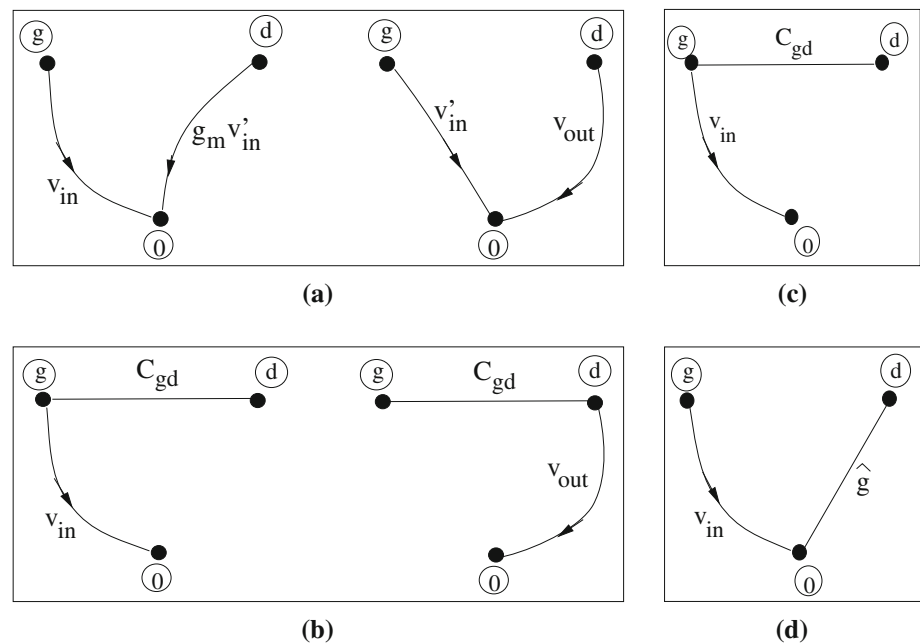 g d g d
g_m v'_in v'_in v_out
v_in
0 0
(a)
g d
C_gd
v_in
0
(c)
g C_gd d g C_gd d
v_out
v_in
0 0
(b)
g d
ĝ
v_in
0
(d)